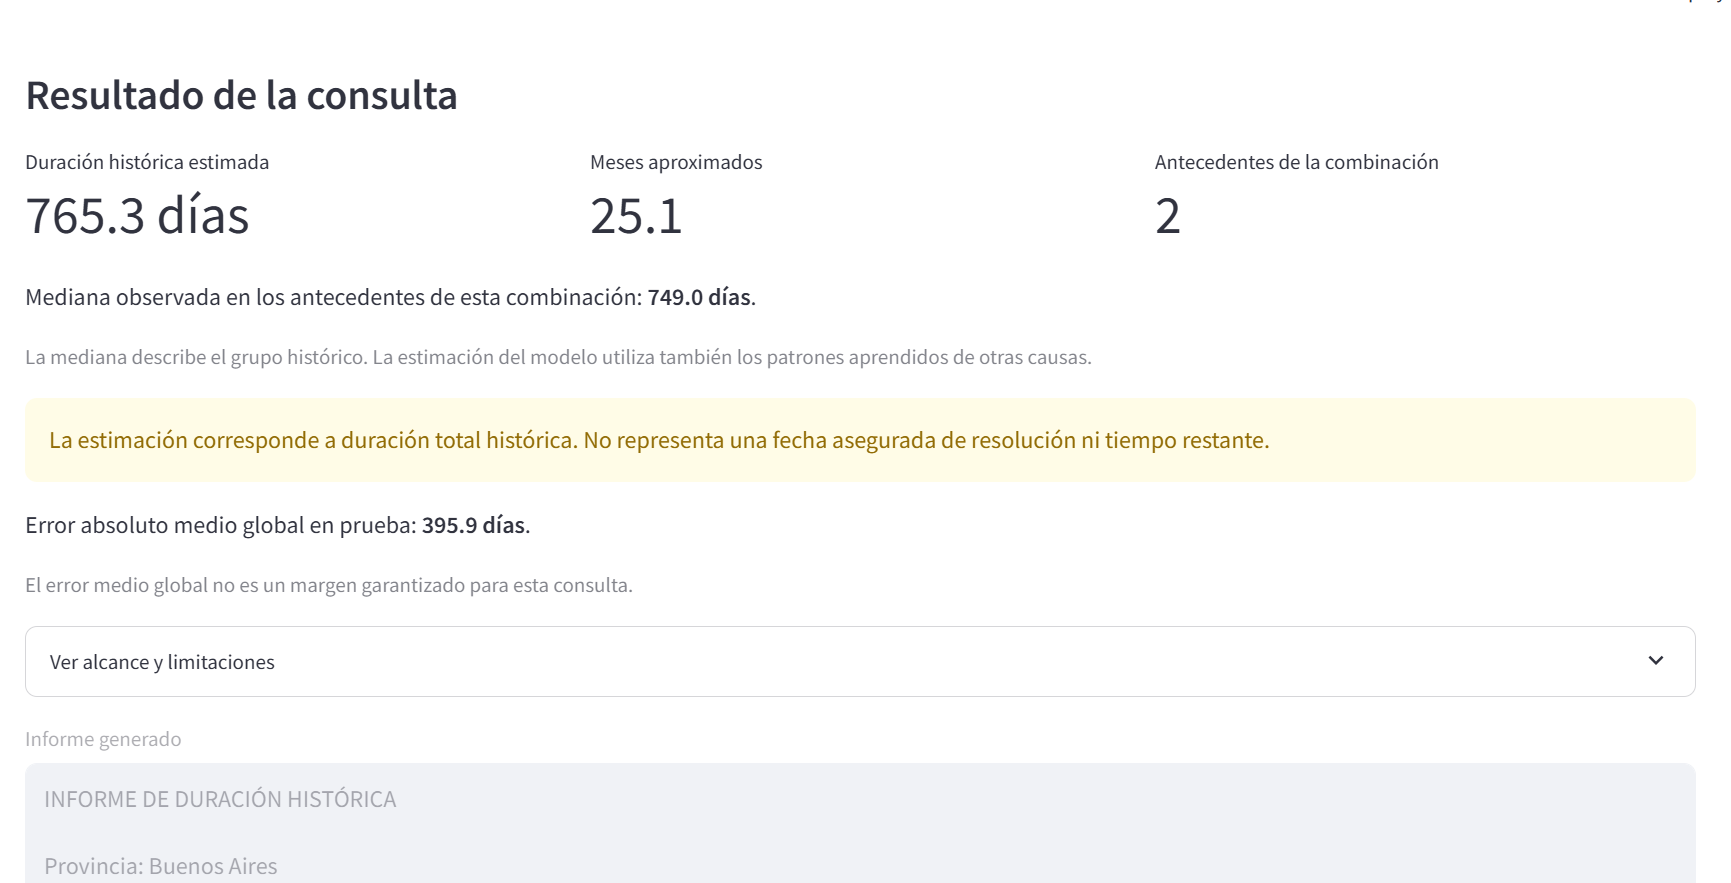 Resultado de la consulta
Duración histórica estimada
765.3 días
Meses aproximados
25.1
Antecedentes de la combinación
2
Mediana observada en los antecedentes de esta combinación: 749.0 días.
La mediana describe el grupo histórico. La estimación del modelo utiliza también los patrones aprendidos de otras causas.
La estimación corresponde a duración total histórica. No representa una fecha asegurada de resolución ni tiempo restante.
Error absoluto medio global en prueba: 395.9 días.
El error medio global no es un margen garantizado para esta consulta.
Ver alcance y limitaciones
Informe generado
INFORME DE DURACIÓN HISTÓRICA
Provincia: Buenos Aires